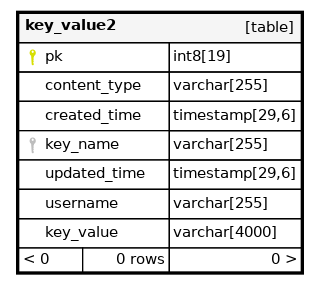 key_value2 [table]
pk int8[19]
content_type varchar[255]
created_time timestamp[29,6]
key_name varchar[255]
updated_time timestamp[29,6]
username varchar[255]
key_value varchar[4000]
< 0 0 rows 0 >